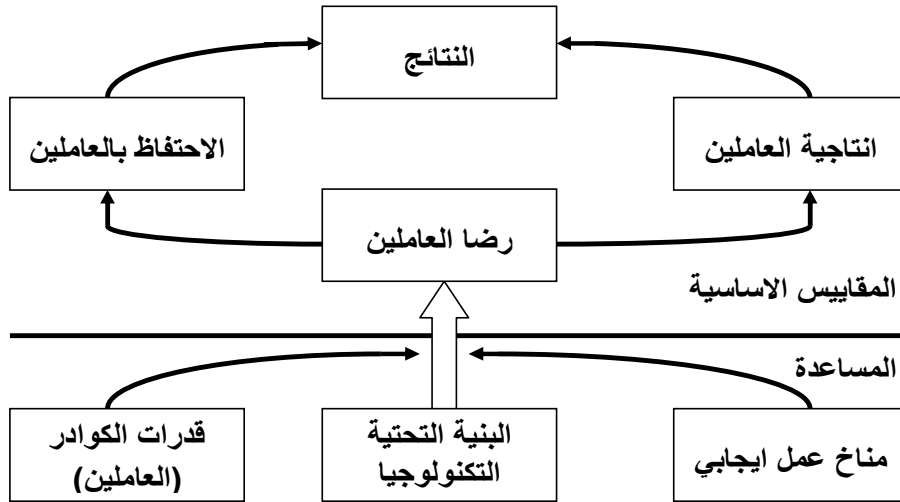 النتائج
انتاجية العاملين
الاحتفاظ بالعاملين
رضا العاملين
المقاييس الاساسية
المساعدة
مناخ عمل ايجابي
البنية التحتية
التكنولوجيا
قدرات الكوادر
(العاملين)